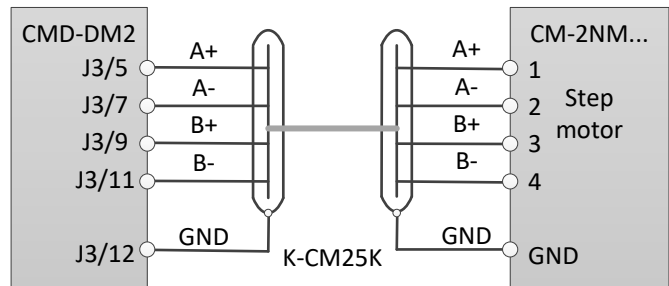 CMD-DM2
CM-2NM...
J3/5
A+
A+
1
J3/7
A-
A-
2
Step
motor
J3/9
B+
B+
3
J3/11
B-
B-
4
J3/12
GND
K-CM25K
GND
GND